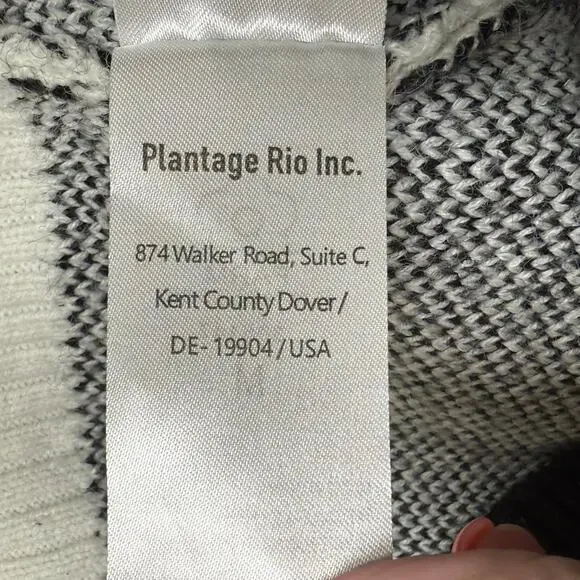 Plantage Rio Inc.
874 Walker Road, Suite C,
Kent County Dover /
DE- 19904 / USA